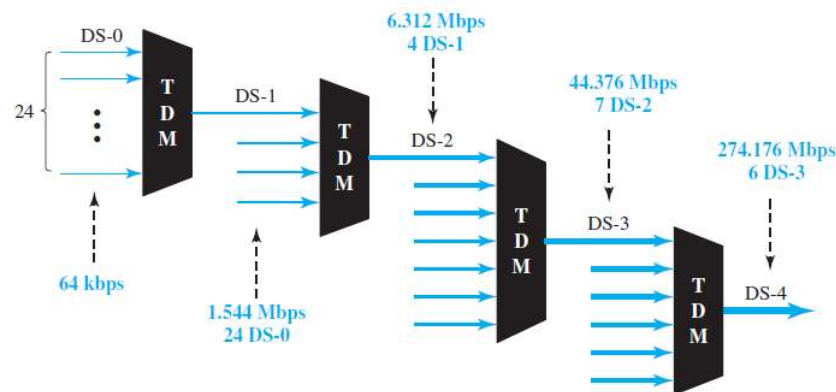 DS-0
24
T
D
M
64 kbps
DS-1
1.544 Mbps
24 DS-0
T
D
M
6.312 Mbps
4 DS-1
DS-2
T
D
M
44.376 Mbps
7 DS-2
DS-3
T
D
M
274.176 Mbps
6 DS-3
DS-4